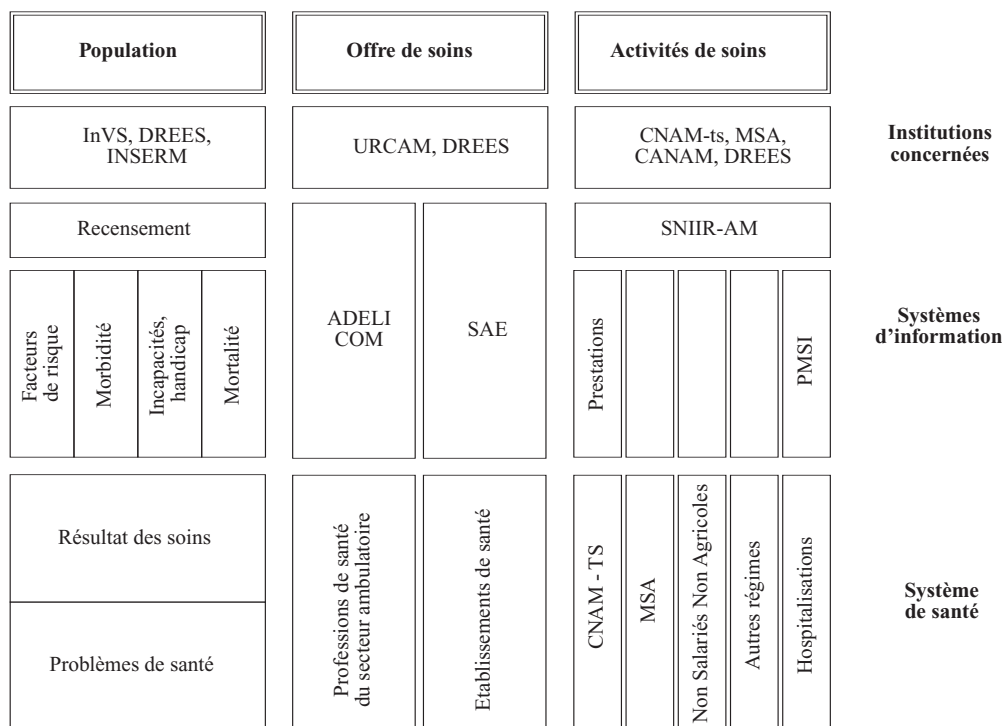 Population
Offre de soins
Activités de soins
InVS, DREES,
INSERM
URCAM, DREES
CNAM-ts, MSA,
CANAM, DREES
Institutions
concernées
Recensement
ADELI
COM
SAE
SNIIR-AM
Facteurs
de risque
Morbidité
Incapacités,
handicap
Mortalité
Prestations
PMSI
Systèmes
d'information
Résultat des soins
Problèmes de santé
Professions de santé
du secteur ambulatoire
Etablissements de santé
CNAM - TS
MSA
Non Salariés Non Agricoles
Autres régimes
Hospitalisations
Système
de santé